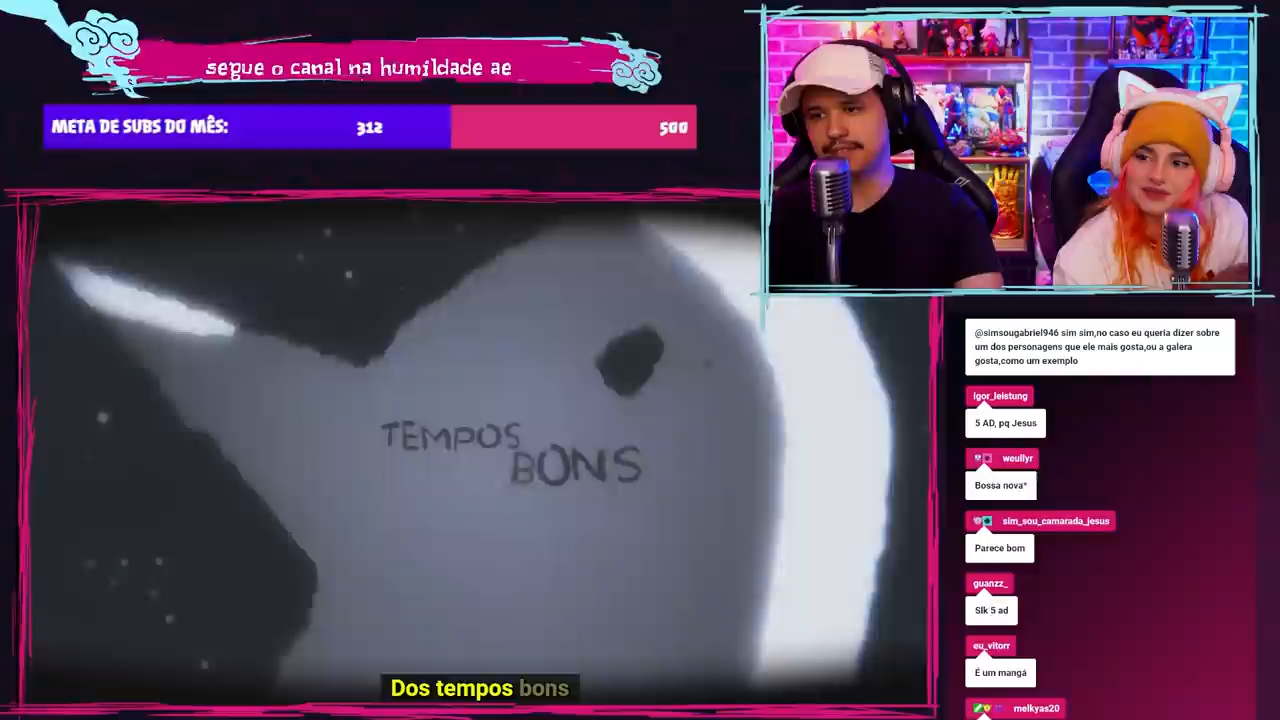 segue o canal na humildade ae
META DE SUBS DO MÊS: 312 500
TEMPOS
BONS
Dos tempos bons
@simsougabriel946 sim sim,no caso eu queria dizer sobre
um dos personagens que ele mais gosta,ou a galera
gosta,como um exemplo
igor_leistung
5 AD, pq Jesus
weullyr
Bossa nova*
sim_sou_camarada_jesus
Parece bom
guanzz_
Slk 5 ad
eu_vitorr
É um mangá
melkyas20